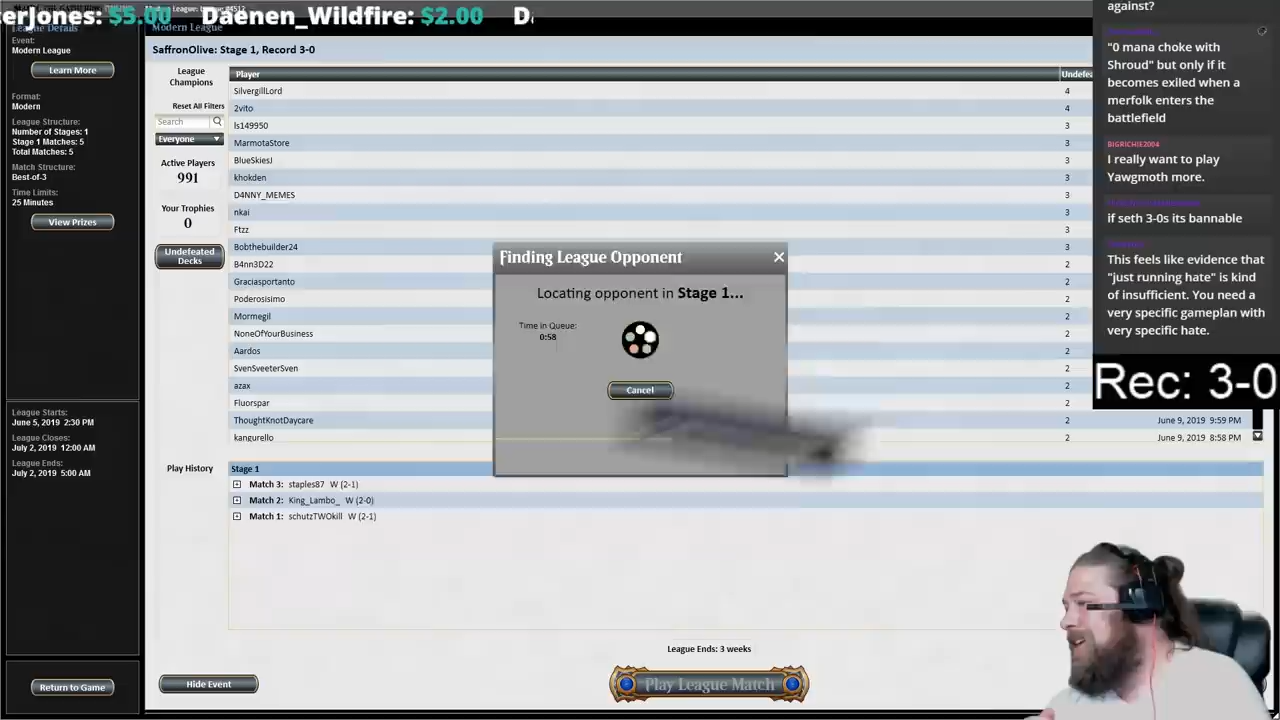 erJones: $5.00 Daenen_Wildfire: $2.00 D
League Details
Event:
Modern League
Learn More
Format:
Modern
League Structure:
Number of Stages: 1
Stage 1 Matches: 5
Total Matches: 5
Match Structure:
Best-of-3
Time Limits:
25 Minutes
View Prizes
League Starts:
June 5, 2019 2:30 PM
League Closes:
July 2, 2019 12:00 AM
League Ends:
July 2, 2019 5:00 AM
Return to Game
Modern League
SaffronOlive: Stage 1, Record 3-0
League
Champions
Reset All Filters
Search
Everyone
Active Players
991
Your Trophies
0
Undefeated
Decks
Player Undefea
SilvergillLord 4
2vito 4
ls149950 3
MarmotaStore 3
BlueSkiesJ 3
khokden 3
D4NNY_MEMES 3
nkai 3
Ftzz 3
Bobthebuilder24 3
B4nn3D22 2
Graciasportanto 2
Poderosisimo 2
Mormegil 2
NoneOfYourBusiness 2
Aardos 2
SvenSveeterSven 2
azax 2
Fluorspar 2
ThoughtKnotDaycare 2 June 9, 2019 9:59 PM
kangurello 2 June 9, 2019 8:58 PM
Finding League Opponent
Locating opponent in Stage 1...
Time in Queue:
0:58
Cancel
Play History
Stage 1
Match 3: staples87 W (2-1)
Match 2: King_Lambo_ W (2-0)
Match 1: schutzTWOkill W (2-1)
League Ends: 3 weeks
Hide Event
Play League Match
against?
"0 mana choke with
Shroud" but only if it
becomes exiled when a
merfolk enters the
battlefield
BIGRICHIE2004
I really want to play
Yawgmoth more.
if seth 3-0s its bannable
This feels like evidence that
"just running hate" is kind
of insufficient. You need a
very specific gameplan with
very specific hate.
Rec: 3-0